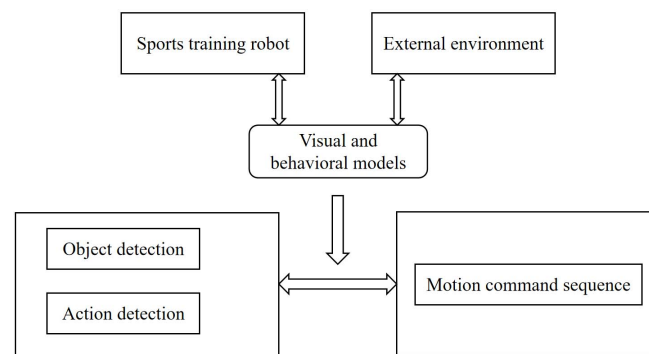 Sports training robot
External environment
Visual and
behavioral models
Object detection
Action detection
Motion command sequence